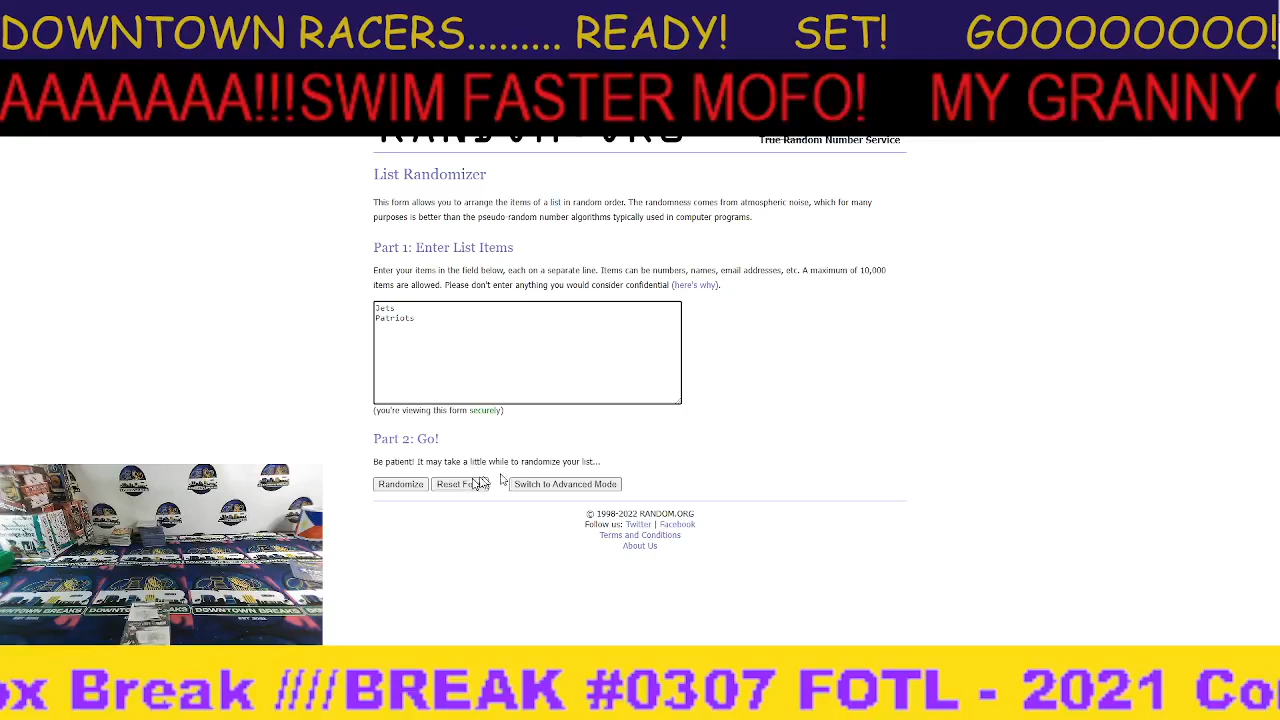 DOWNTOWN RACERS......... READY! SET! GOOOOOOOO!
AAAAAAA!!!SWIM FASTER MOFO! MY GRANNY
RANDOM.ORG
True Random Number Service
List Randomizer
This form allows you to arrange the items of a list in random order. The randomness comes from atmospheric noise, which for many
purposes is better than the pseudo-random number algorithms typically used in computer programs.
Part 1: Enter List Items
Enter your items in the field below, each on a separate line. Items can be numbers, names, email addresses, etc. A maximum of 10,000
items are allowed. Please don't enter anything you would consider confidential (here's why).
Jets
Patriots
(you're viewing this form securely)
Part 2: Go!
Be patient! It may take a little while to randomize your list...
Randomize Reset Fo Switch to Advanced Mode
© 1998-2022 RANDOM.ORG
Follow us: Twitter | Facebook
Terms and Conditions
About Us
DOWNTOWN BREAKS
ox Break ////BREAK #0307 FOTL - 2021 Co